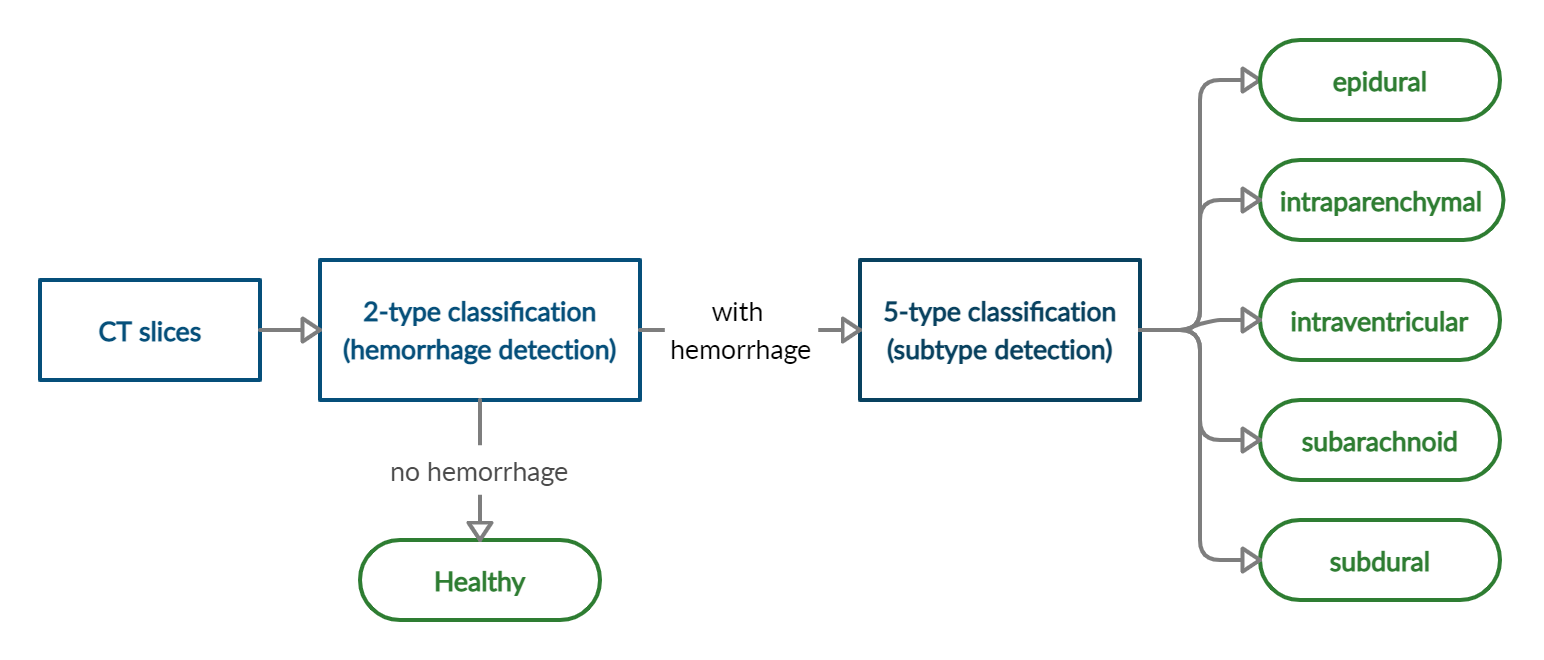 CT slices
2-type classification
(hemorrhage detection)
with
hemorrhage
5-type classification
(subtype detection)
epidural
intraparenchymal
intraventricular
subarachnoid
subdural
no hemorrhage
Healthy